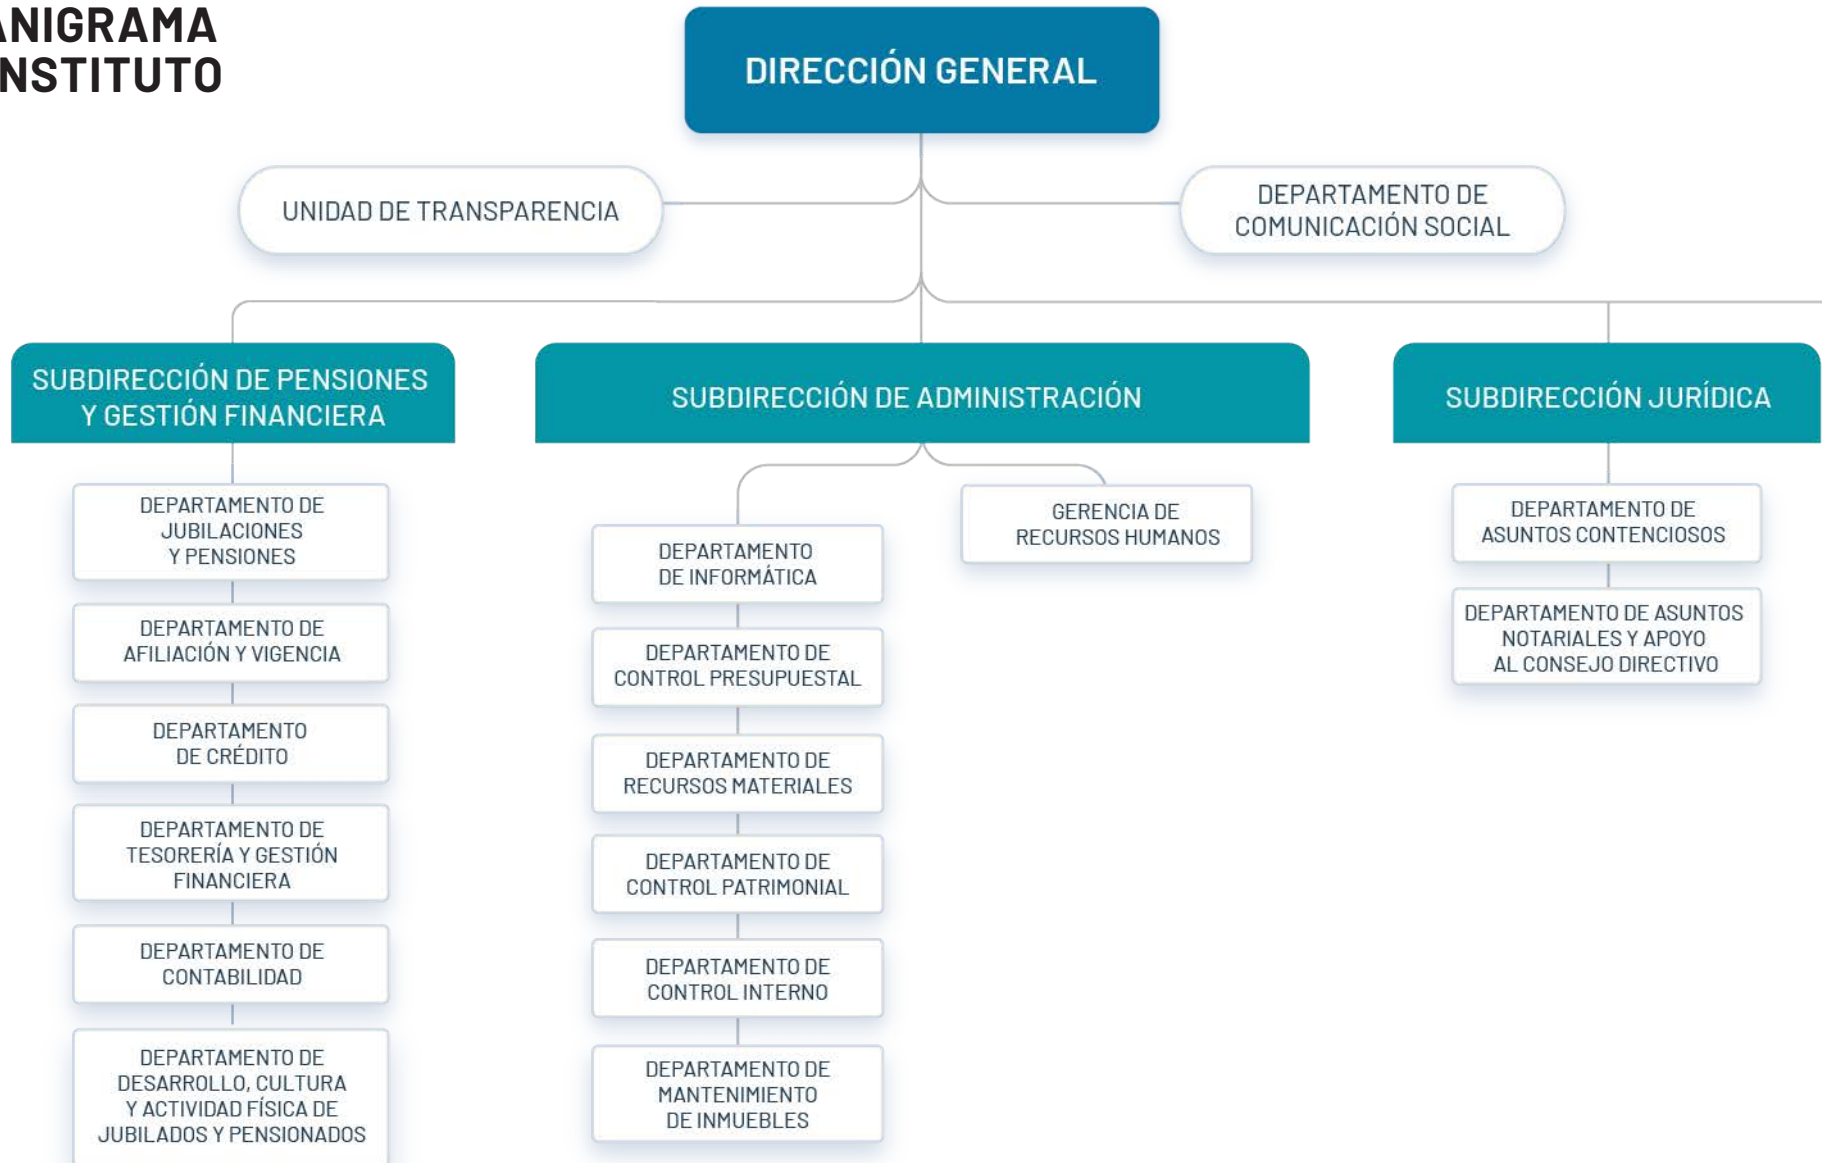 ANIGRAMA
NSTITUTO
DIRECCIÓN GENERAL
UNIDAD DE TRANSPARENCIA
DEPARTAMENTO DE
COMUNICACIÓN SOCIAL
SUBDIRECCIÓN DE PENSIONES
Y GESTIÓN FINANCIERA
DEPARTAMENTO DE
JUBILACIONES
Y PENSIONES
DEPARTAMENTO DE
AFILIACIÓN Y VIGENCIA
DEPARTAMENTO
DE CRÉDITO
DEPARTAMENTO DE
TESORERÍA Y GESTIÓN
FINANCIERA
DEPARTAMENTO DE
CONTABILIDAD
DEPARTAMENTO DE
DESARROLLO, CULTURA
Y ACTIVIDAD FÍSICA DE
JUBILADOS Y PENSIONADOS
SUBDIRECCIÓN DE ADMINISTRACIÓN
DEPARTAMENTO
DE INFORMÁTICA
DEPARTAMENTO DE
CONTROL PRESUPUESTAL
DEPARTAMENTO DE
RECURSOS MATERIALES
DEPARTAMENTO DE
CONTROL PATRIMONIAL
DEPARTAMENTO DE
CONTROL INTERNO
DEPARTAMENTO DE
MANTENIMIENTO
DE INMUEBLES
GERENCIA DE
RECURSOS HUMANOS
SUBDIRECCIÓN JURÍDICA
DEPARTAMENTO DE
ASUNTOS CONTENCIOSOS
DEPARTAMENTO DE ASUNTOS
NOTARIALES Y APOYO
AL CONSEJO DIRECTIVO